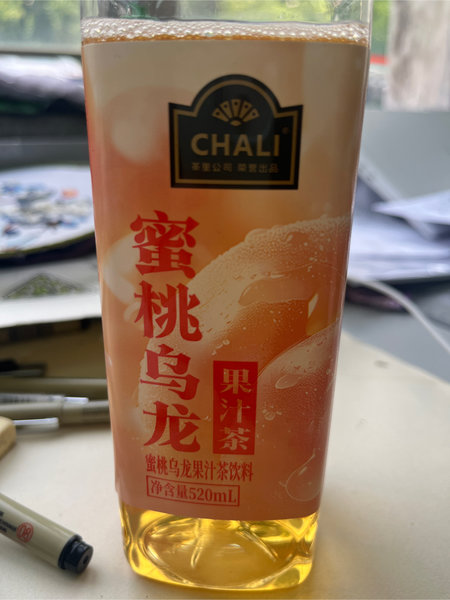 CHALI®
茶里公司 荣誉出品
蜜桃乌龙
果汁茶
蜜桃乌龙果汁茶饮料
净含量520mL